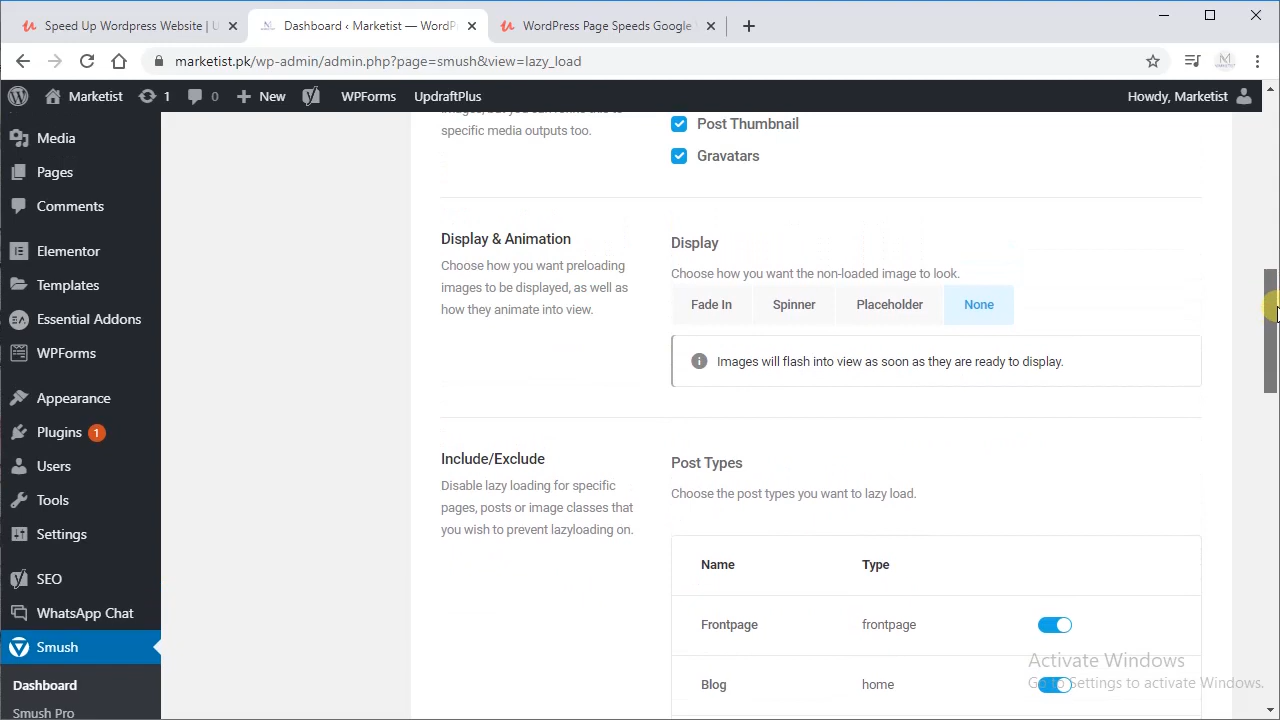 Speed Up Wordpress Website | U
Dashboard ‹ Marketist — WordP
WordPress Page Speeds Google
marketist.pk/wp-admin/admin.php?page=smush&view=lazy_load
Marketist
1
0
New
WPForms
UpdraftPlus
Howdy, Marketist
Media
Pages
Comments
Elementor
Templates
Essential Addons
WPForms
Appearance
Plugins 1
Users
Tools
Settings
SEO
WhatsApp Chat
Smush
Dashboard
Smush Pro
specific media outputs too.
Post Thumbnail
Gravatars
Display & Animation
Choose how you want preloading
images to be displayed, as well as
how they animate into view.
Display
Choose how you want the non-loaded image to look.
Fade In
Spinner
Placeholder
None
Images will flash into view as soon as they are ready to display.
Include/Exclude
Disable lazy loading for specific
pages, posts or image classes that
you wish to prevent lazyloading on.
Post Types
Choose the post types you want to lazy load.
Name
Type
Frontpage
frontpage
Blog
home
Activate Windows
Go to Settings to activate Windows.